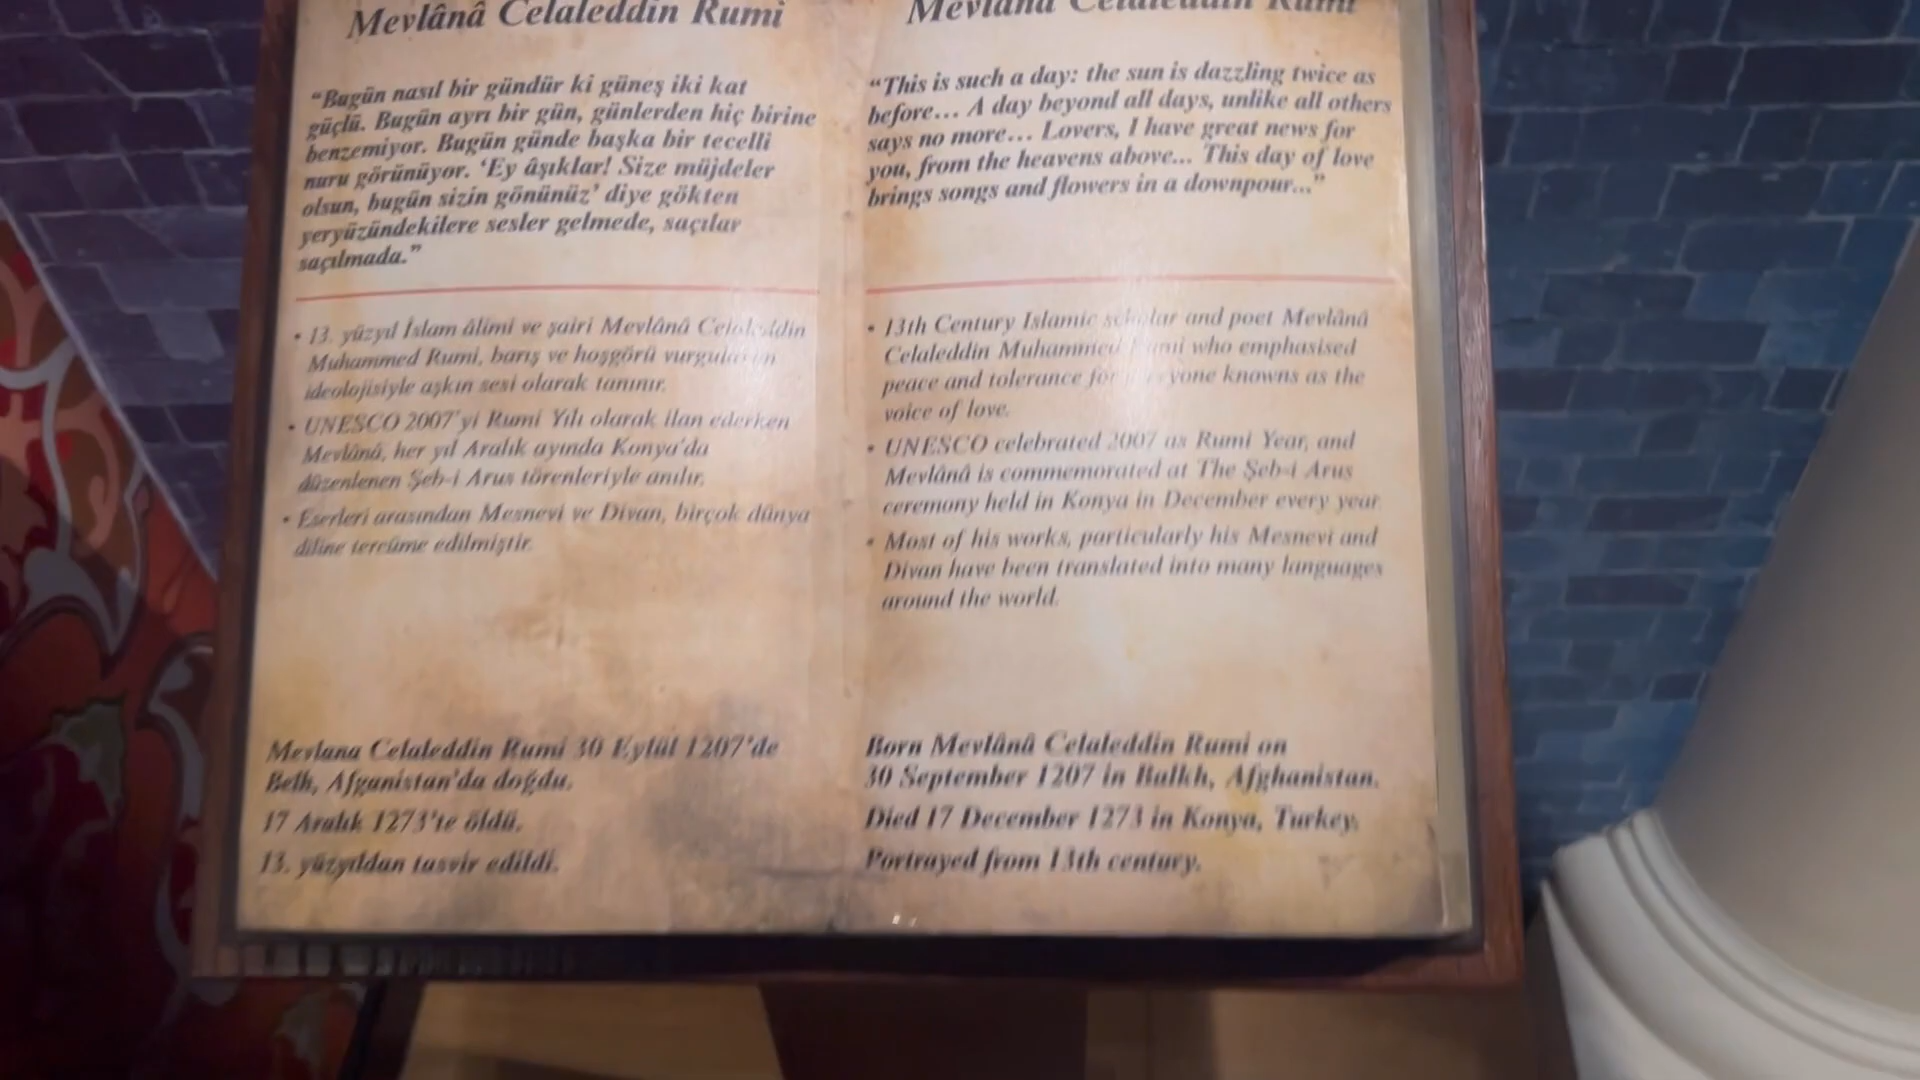 Mevlânâ Celaleddin Rumi
“Bugün nasıl bir gündür ki güneş iki kat
güçlü. Bugün ayrı bir gün, günlerden hiç birine
benzemiyor. Bugün günde başka bir tecelli
nuru görünüyor. ‘Ey âşıklar! Size müjdeler
olsun, bugün sizin gönünüz’ diye gökten
yeryüzündekilere sesler gelmede, saçılar
saçılmada.”
• 13. yüzyıl İslam âlimi ve şairi Mevlânâ Celaleddin
Muhammed Rumi, barış ve hoşgörü vurgulayan
ideolojisiyle aşkın sesi olarak tanınır.
• UNESCO 2007’yi Rumi Yılı olarak ilan ederken
Mevlânâ, her yıl Aralık ayında Konya’da
düzenlenen Şeb-i Arus törenleriyle anılır.
• Eserleri arasından Mesnevi ve Divan, birçok dünya
diline tercüme edilmiştir.
Mevlana Celaleddin Rumi 30 Eylül 1207’de
Belh, Afganistan’da doğdu.
17 Aralık 1273’te öldü.
13. yüzyıldan tasvir edildi.
Mevlânâ Celaleddin Rumi
“This is such a day: the sun is dazzling twice as
before… A day beyond all days, unlike all others
says no more… Lovers, I have great news for
you, from the heavens above… This day of love
brings songs and flowers in a downpour...”
• 13th Century Islamic scholar and poet Mevlânâ
Celaleddin Muhammed Rumi who emphasised
peace and tolerance for everyone knowns as the
voice of love.
• UNESCO celebrated 2007 as Rumi Year, and
Mevlânâ is commemorated at The Şeb-i Arus
ceremony held in Konya in December every year.
• Most of his works, particularly his Mesnevi and
Divan have been translated into many languages
around the world.
Born Mevlânâ Celaleddin Rumi on
30 September 1207 in Balkh, Afghanistan.
Died 17 December 1273 in Konya, Turkey.
Portrayed from 13th century.